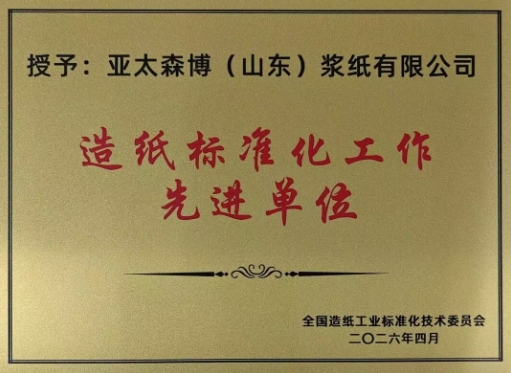 授予：亚太森博（山东）浆纸有限公司
造纸标准化工作
先进单位
全国造纸工业标准化技术委员会
二〇二六年四月